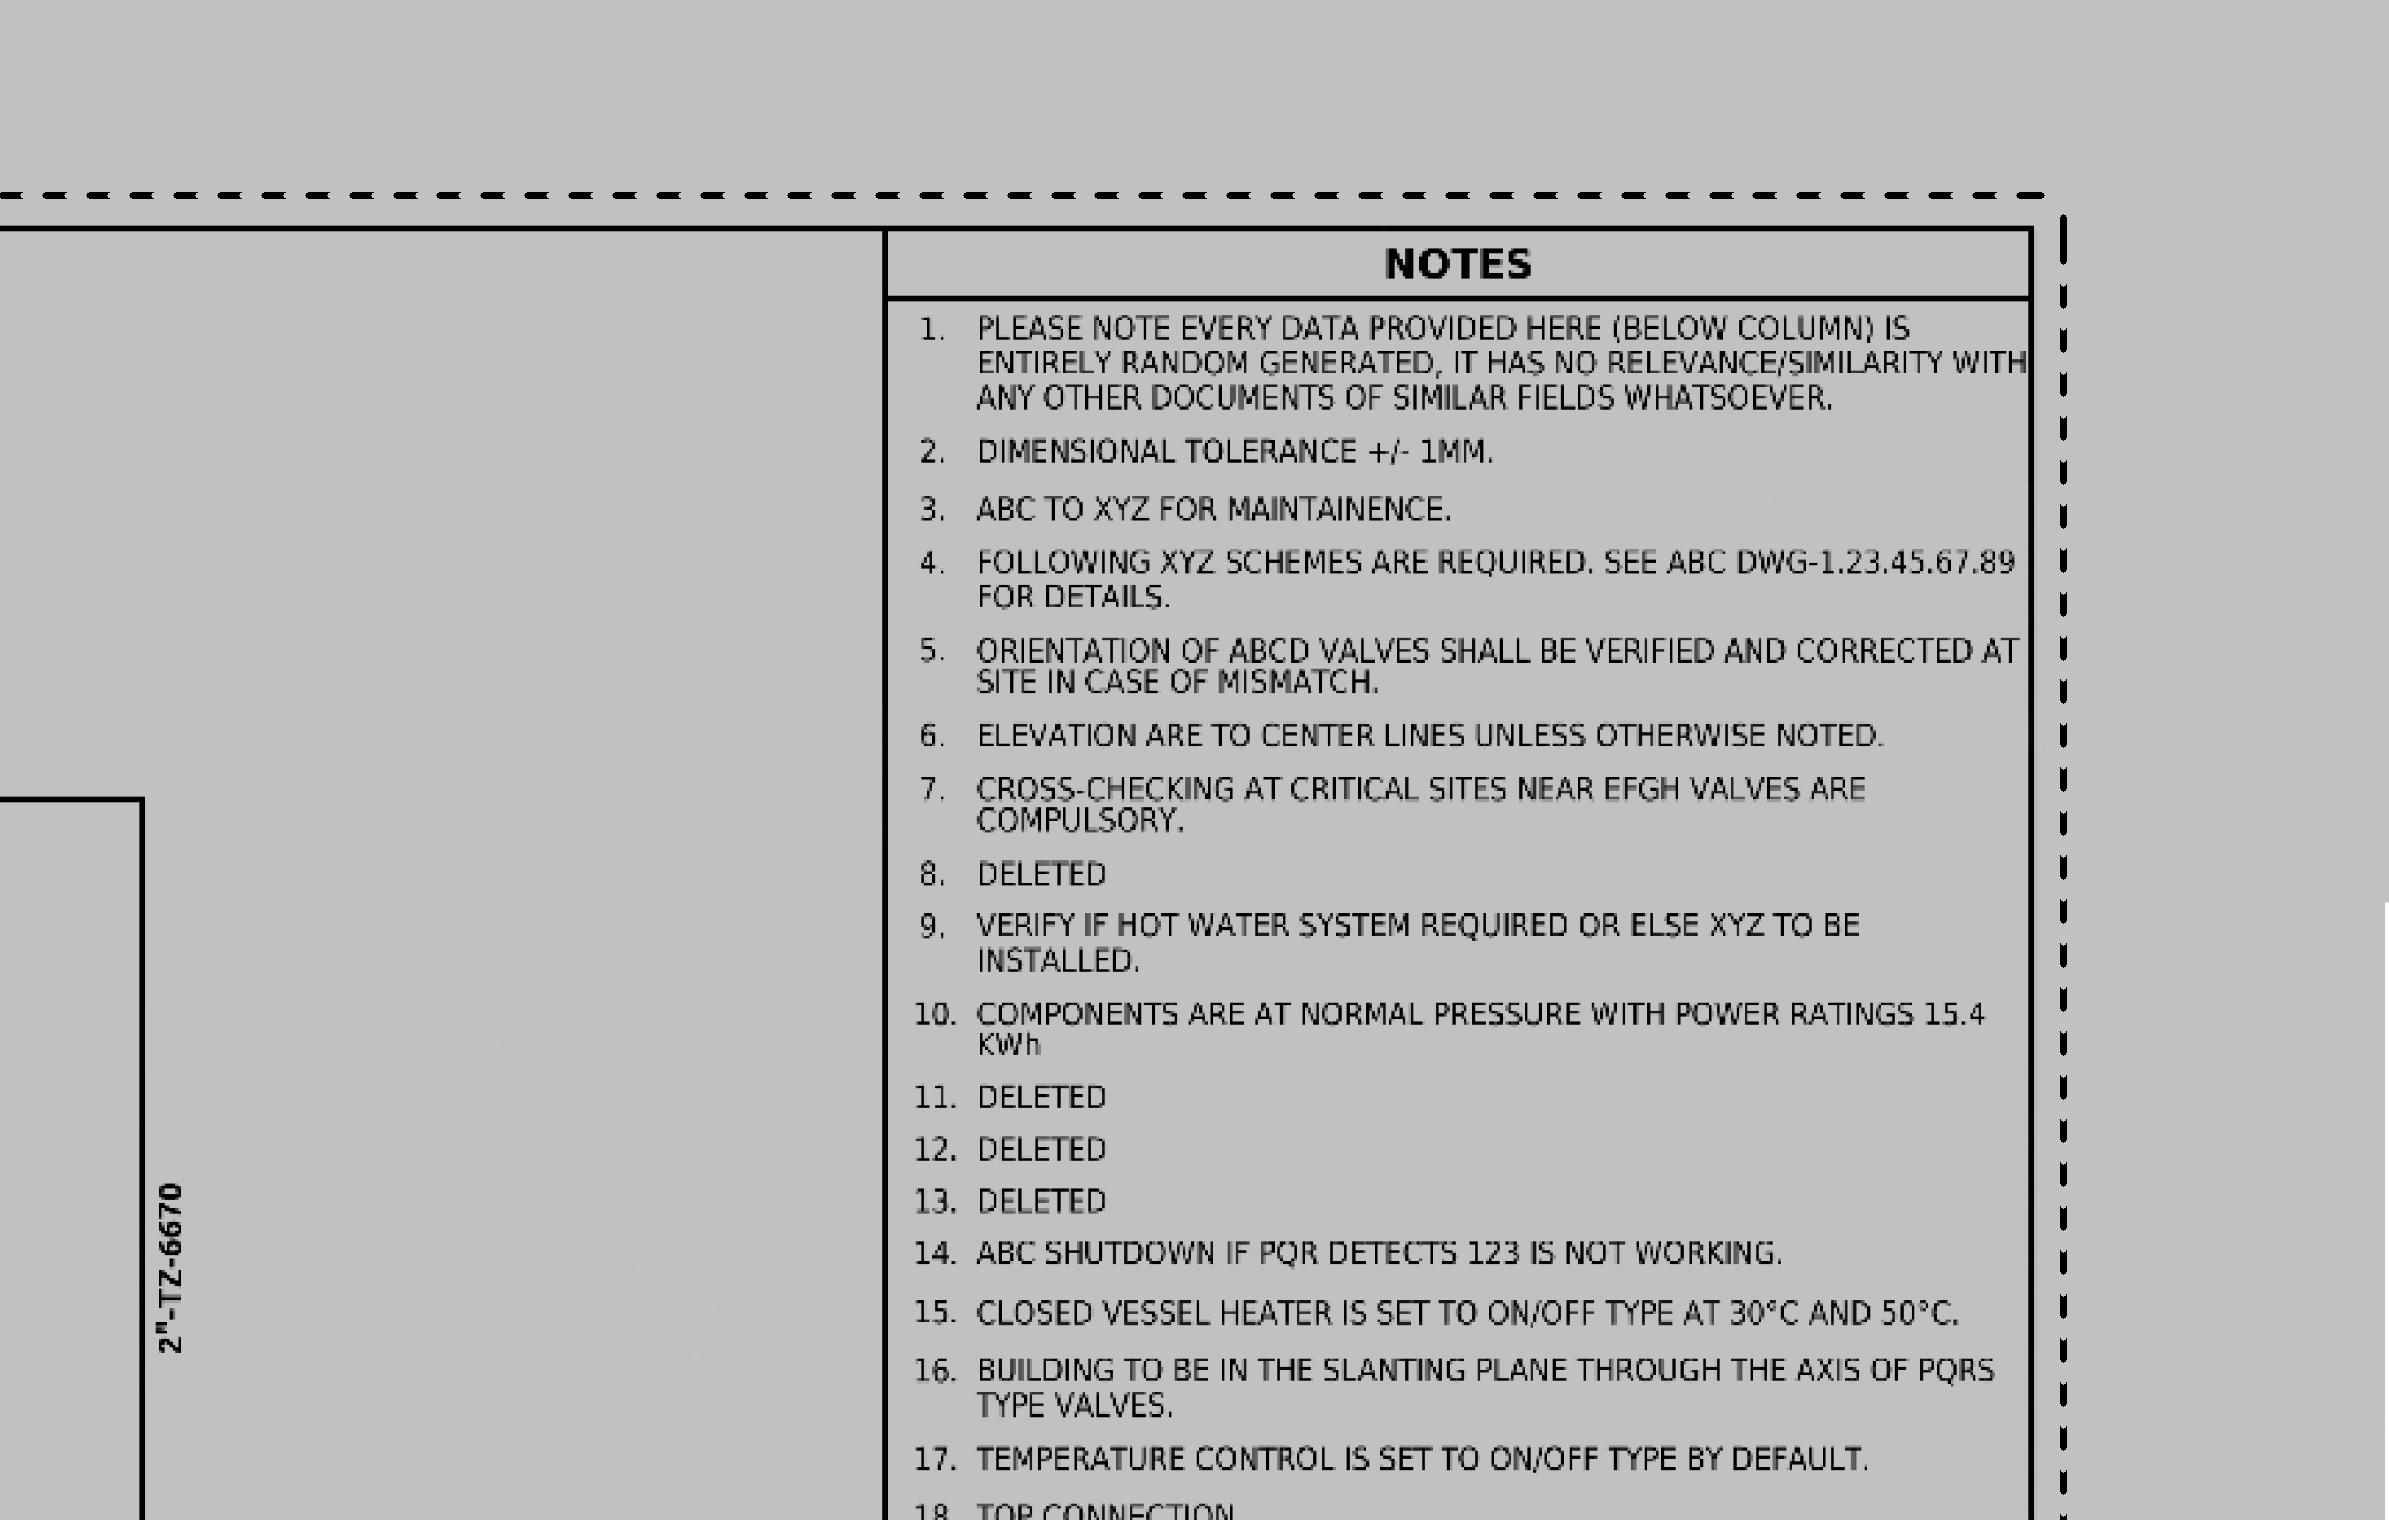 NOTES
1. PLEASE NOTE EVERY DATA PROVIDED HERE (BELOW COLUMN) IS
ENTIRELY RANDOM GENERATED, IT HAS NO RELEVANCE/SIMILARITY WITH
ANY OTHER DOCUMENTS OF SIMILAR FIELDS WHATSOEVER.
2. DIMENSIONAL TOLERANCE +/- 1MM.
3. ABC TO XYZ FOR MAINTAINENCE.
4. FOLLOWING XYZ SCHEMES ARE REQUIRED. SEE ABC DWG-1.23.45.67.89
FOR DETAILS.
5. ORIENTATION OF ABCD VALVES SHALL BE VERIFIED AND CORRECTED AT
SITE IN CASE OF MISMATCH.
6. ELEVATION ARE TO CENTER LINES UNLESS OTHERWISE NOTED.
7. CROSS-CHECKING AT CRITICAL SITES NEAR EFGH VALVES ARE
COMPULSORY.
8. DELETED
9. VERIFY IF HOT WATER SYSTEM REQUIRED OR ELSE XYZ TO BE
INSTALLED.
10. COMPONENTS ARE AT NORMAL PRESSURE WITH POWER RATINGS 15.4
KWh
11. DELETED
12. DELETED
13. DELETED
14. ABC SHUTDOWN IF PQR DETECTS 123 IS NOT WORKING.
15. CLOSED VESSEL HEATER IS SET TO ON/OFF TYPE AT 30°C AND 50°C.
16. BUILDING TO BE IN THE SLANTING PLANE THROUGH THE AXIS OF PQRS
TYPE VALVES.
17. TEMPERATURE CONTROL IS SET TO ON/OFF TYPE BY DEFAULT.
18. TOP CONNECTION
2"-TZ-6670